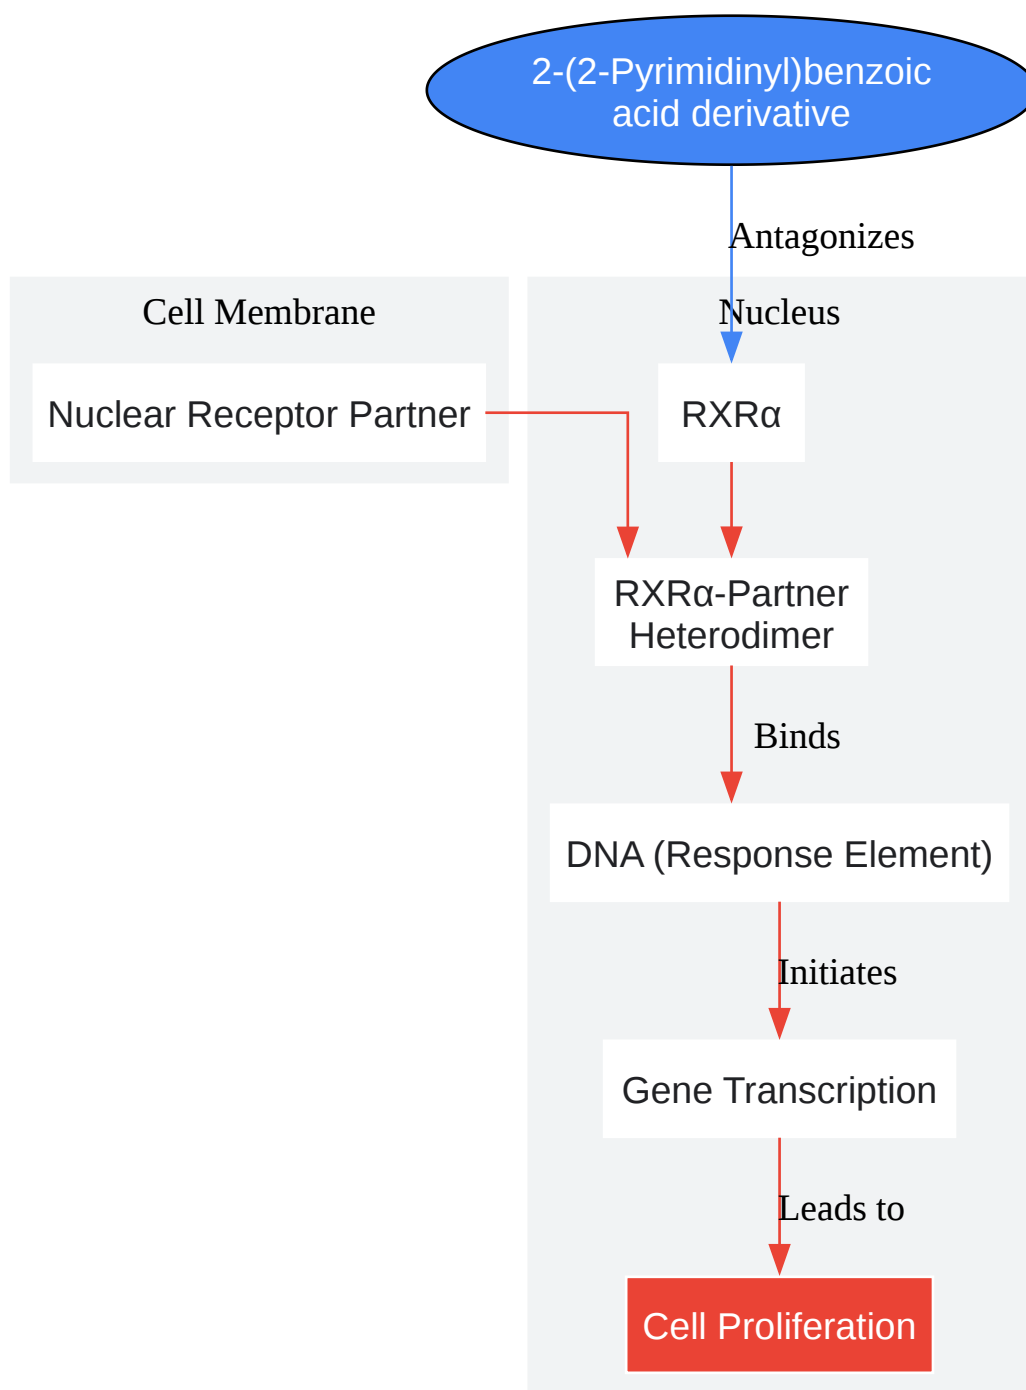 2-(2-Pyrimidinyl)benzoic
acid derivative
Antagonizes
Cell Membrane
Nucleus
Nuclear Receptor Partner
RXRα
RXRα-Partner
Heterodimer
Binds
DNA (Response Element)
Initiates
Gene Transcription
Leads to
Cell Proliferation